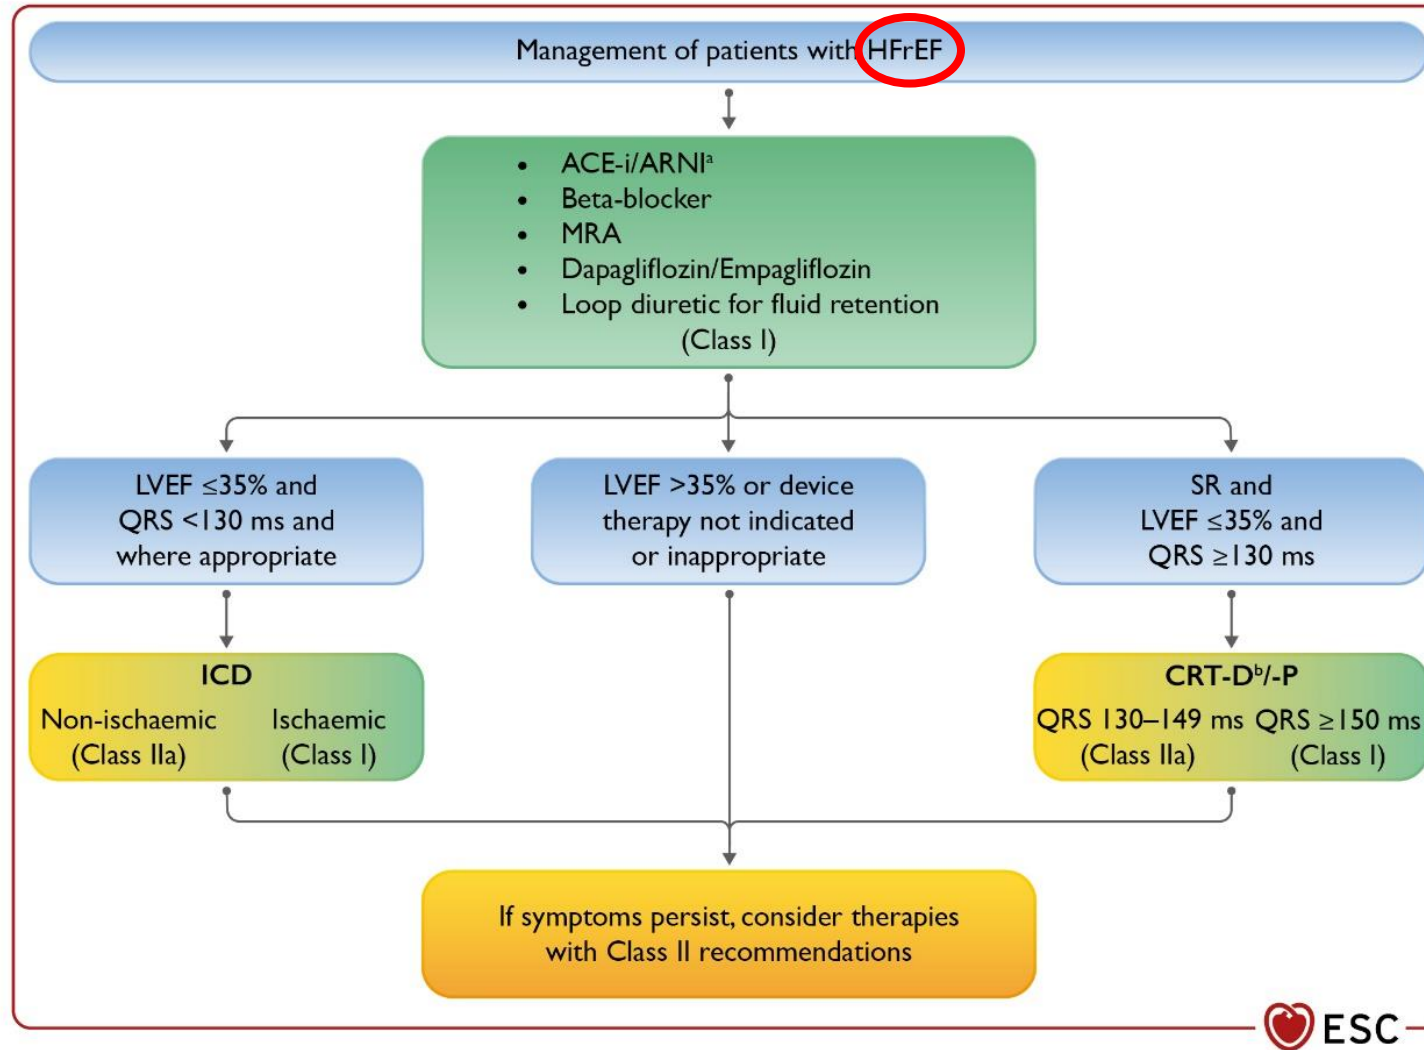 Management of patients with HFrEF
• ACE-i/ARNIᵃ
• Beta-blocker
• MRA
• Dapagliflozin/Empagliflozin
• Loop diuretic for fluid retention
(Class I)
LVEF ≤35% and
QRS <130 ms and
where appropriate
LVEF >35% or device
therapy not indicated
or inappropriate
SR and
LVEF ≤35% and
QRS ≥130 ms
ICD
Non-ischaemic
(Class IIa)
Ischaemic
(Class I)
CRT-Dᵇ/-P
QRS 130–149 ms
(Class IIa)
QRS ≥150 ms
(Class I)
If symptoms persist, consider therapies
with Class II recommendations
ESC